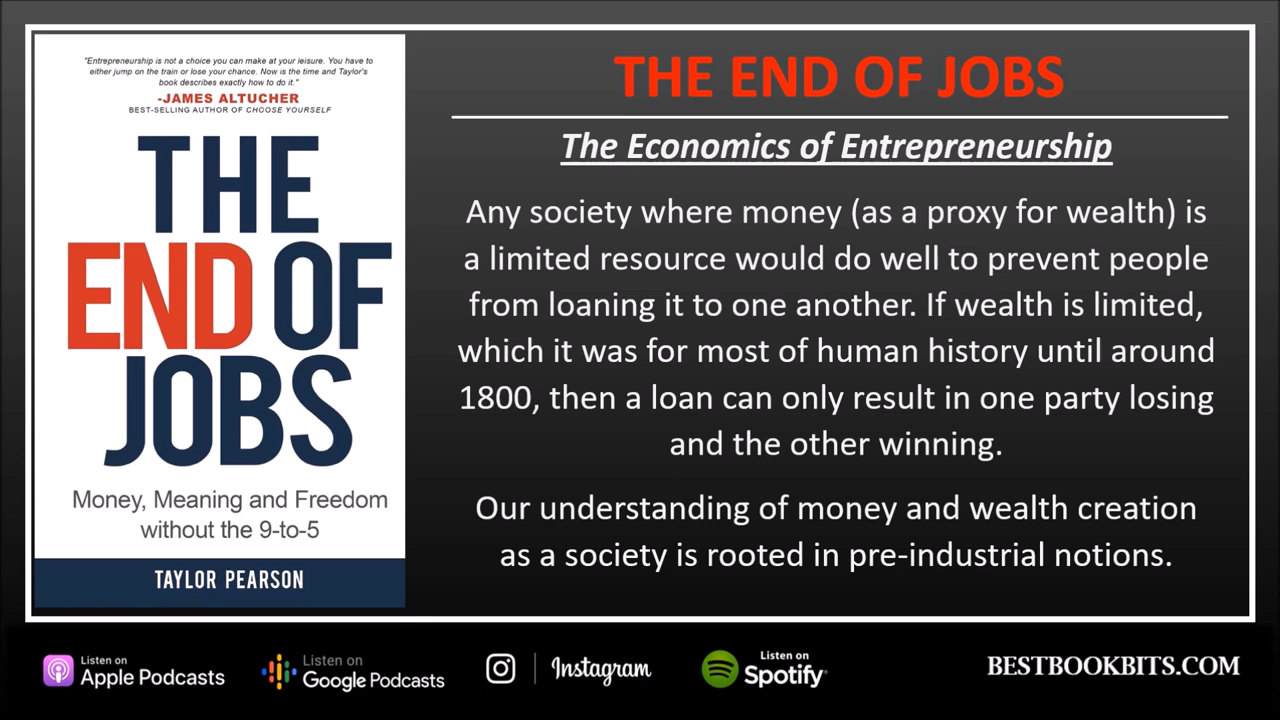 "Entrepreneurship is not a choice you can make at your leisure. You have to
either jump on the train or lose your chance. Now is the time and Taylor's
book describes exactly how to do it."
-JAMES ALTUCHER
BEST-SELLING AUTHOR OF CHOOSE YOURSELF
THE
END OF
JOBS
Money, Meaning and Freedom
without the 9-to-5
TAYLOR PEARSON
THE END OF JOBS
The Economics of Entrepreneurship
Any society where money (as a proxy for wealth) is
a limited resource would do well to prevent people
from loaning it to one another. If wealth is limited,
which it was for most of human history until around
1800, then a loan can only result in one party losing
and the other winning.
Our understanding of money and wealth creation
as a society is rooted in pre-industrial notions.
Listen on
Apple Podcasts
Listen on
Google Podcasts
Instagram
Listen on
Spotify
BESTBOOKBITS.COM